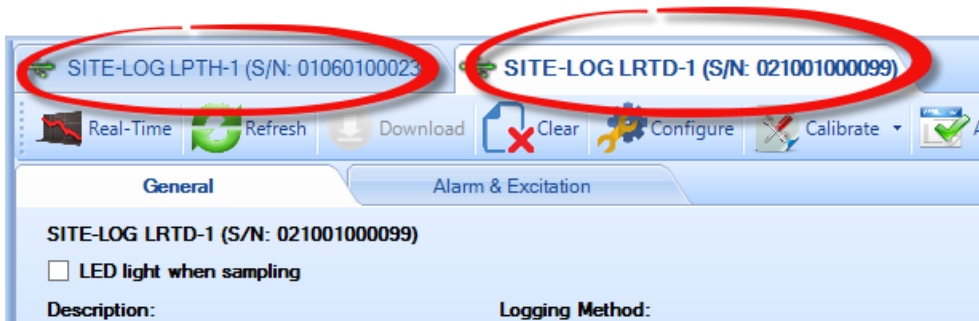 SITE-LOG LPTH-1 (S/N: 01060100023 SITE-LOG LRTD-1 (S/N: 021001000099)
Real-Time Refresh Download Clear Configure Calibrate A
General Alarm & Excitation
SITE-LOG LRTD-1 (S/N: 021001000099)
LED light when sampling
Description: Logging Method: